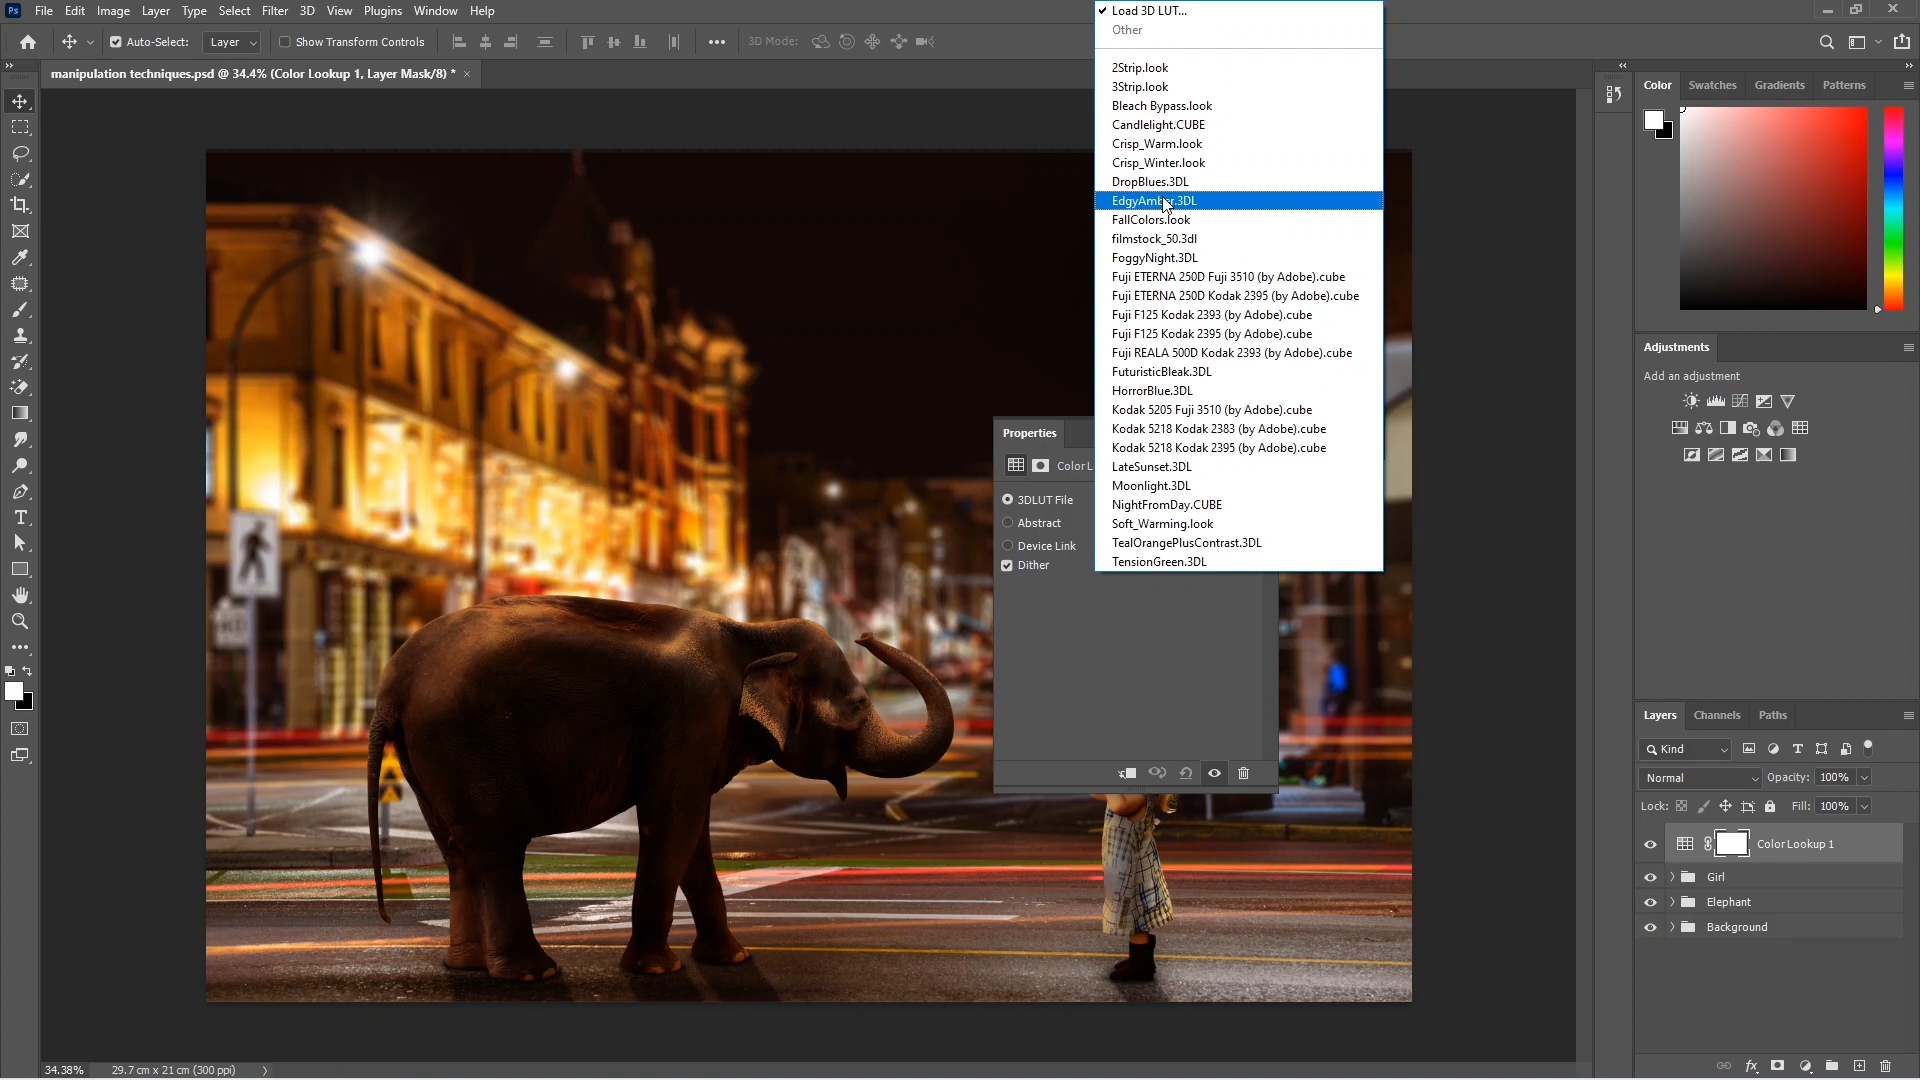 Ps File Edit Image Layer Type Select Filter 3D View Plugins Window Help
Auto-Select: Layer Show Transform Controls 3D Mode:
manipulation techniques.psd @ 34.4% (Color Lookup 1, Layer Mask/8) *
Load 3D LUT...
Other
2Strip.look
3Strip.look
Bleach Bypass.look
Candlelight.CUBE
Crisp_Warm.look
Crisp_Winter.look
DropBlues.3DL
EdgyAmber.3DL
FallColors.look
filmstock_50.3dl
FoggyNight.3DL
Fuji ETERNA 250D Fuji 3510 (by Adobe).cube
Fuji ETERNA 250D Kodak 2395 (by Adobe).cube
Fuji F125 Kodak 2393 (by Adobe).cube
Fuji F125 Kodak 2395 (by Adobe).cube
Fuji REALA 500D Kodak 2393 (by Adobe).cube
FuturisticBleak.3DL
HorrorBlue.3DL
Kodak 5205 Fuji 3510 (by Adobe).cube
Kodak 5218 Kodak 2383 (by Adobe).cube
Kodak 5218 Kodak 2395 (by Adobe).cube
LateSunset.3DL
Moonlight.3DL
NightFromDay.CUBE
Soft_Warming.look
TealOrangePlusContrast.3DL
TensionGreen.3DL
Properties
Color L
3DLUT File
Abstract
Device Link
Dither
Color Swatches Gradients Patterns
Adjustments
Add an adjustment
Layers Channels Paths
Kind
Normal Opacity: 100%
Lock: Fill: 100%
Color Lookup 1
Girl
Elephant
Background
34.38% 29.7 cm x 21 cm (300 ppi)